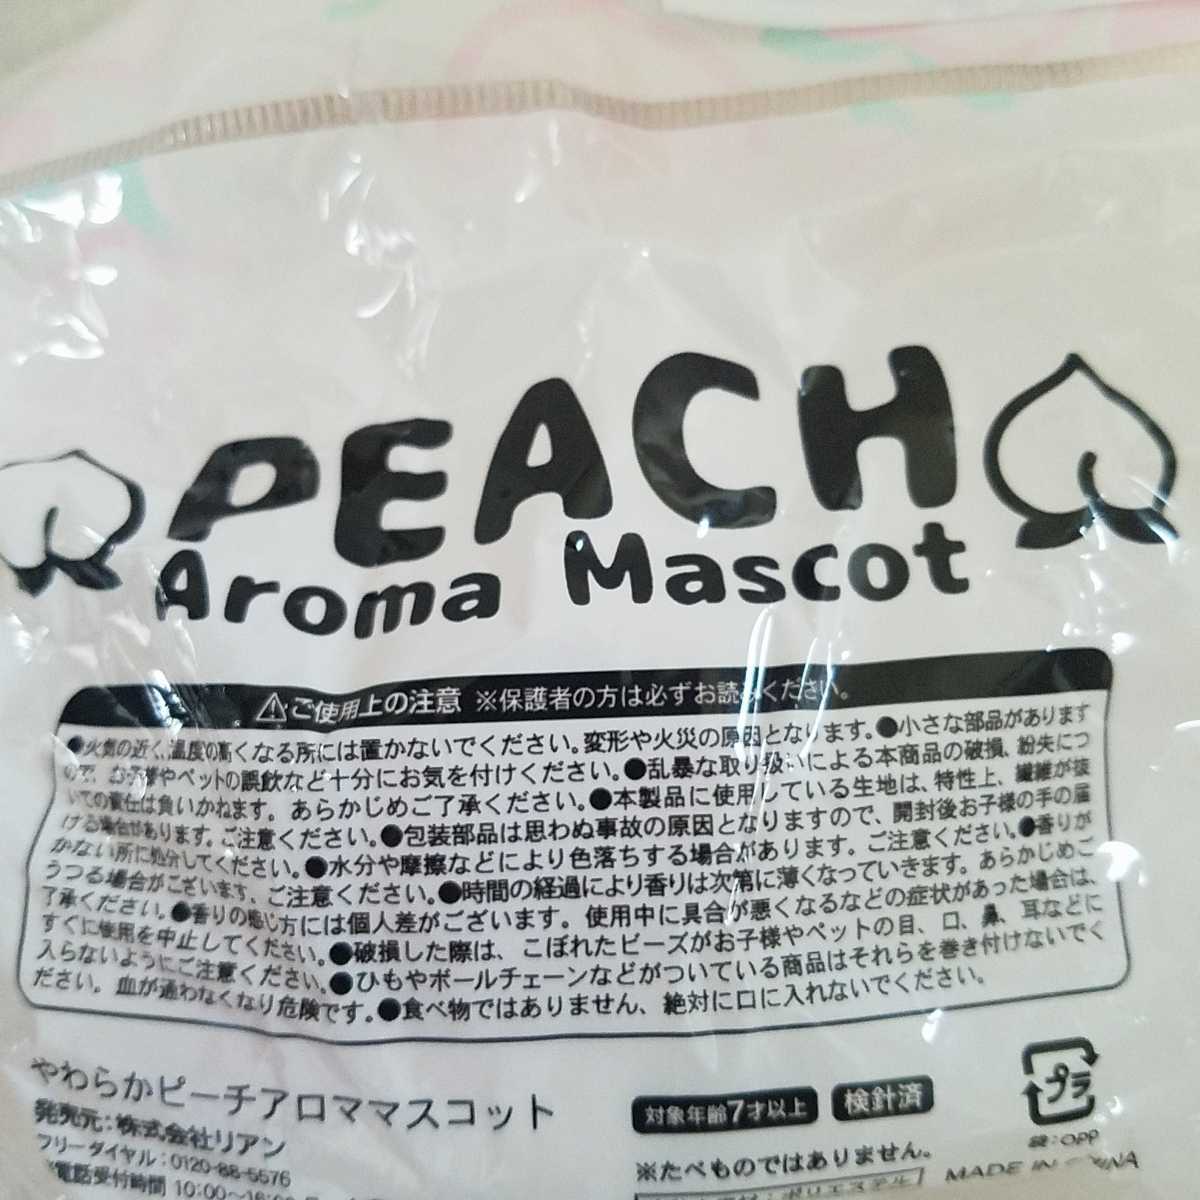 PEACH
Aroma Mascot
⚠ご使用上の注意 ※保護者の方は必ずお読みください。
●火気の近く、温度の高くなる所には置かないでください。変形や火災の原因となります。●小さな部品があります
ので、お子様やペットの誤飲など十分にお気を付けください。●乱暴な取り扱いによる本商品の破損、紛失につ
いての責任は負いかねます。あらかじめご了承ください。●本製品に使用している生地は、特性上、繊維が抜
ける場合があります。ご注意ください。●包装部品は思わぬ事故の原因となりますので、開封後お子様の手の届
かない所に処分してください。●水分や摩擦などにより色落ちする場合があります。ご注意ください。●香りが
うつる場合がございます。ご注意ください。●時間の経過により香りは次第に薄くなっていきます。あらかじめご
了承ください。●香りの感じ方には個人差がございます。使用中に具合が悪くなるなどの症状があった場合は、
すぐに使用を中止してください。●破損した際は、こぼれたビーズがお子様やペットの目、口、鼻、耳などに
入らないようにご注意ください。●ひもやボールチェーンなどがついている商品はそれらを巻き付けないでく
ださい。血が通わなくなり危険です。●食べ物ではありません、絶対に口に入れないでください。
やわらかピーチアロママスコット
発売元:株式会社リアン
フリーダイヤル:0120-88-5576
※電話受付時間 10:00～16:00
対象年齢7才以上 検針済
※たべものではありません。
プラ
袋:OPP
MADE IN CHINA